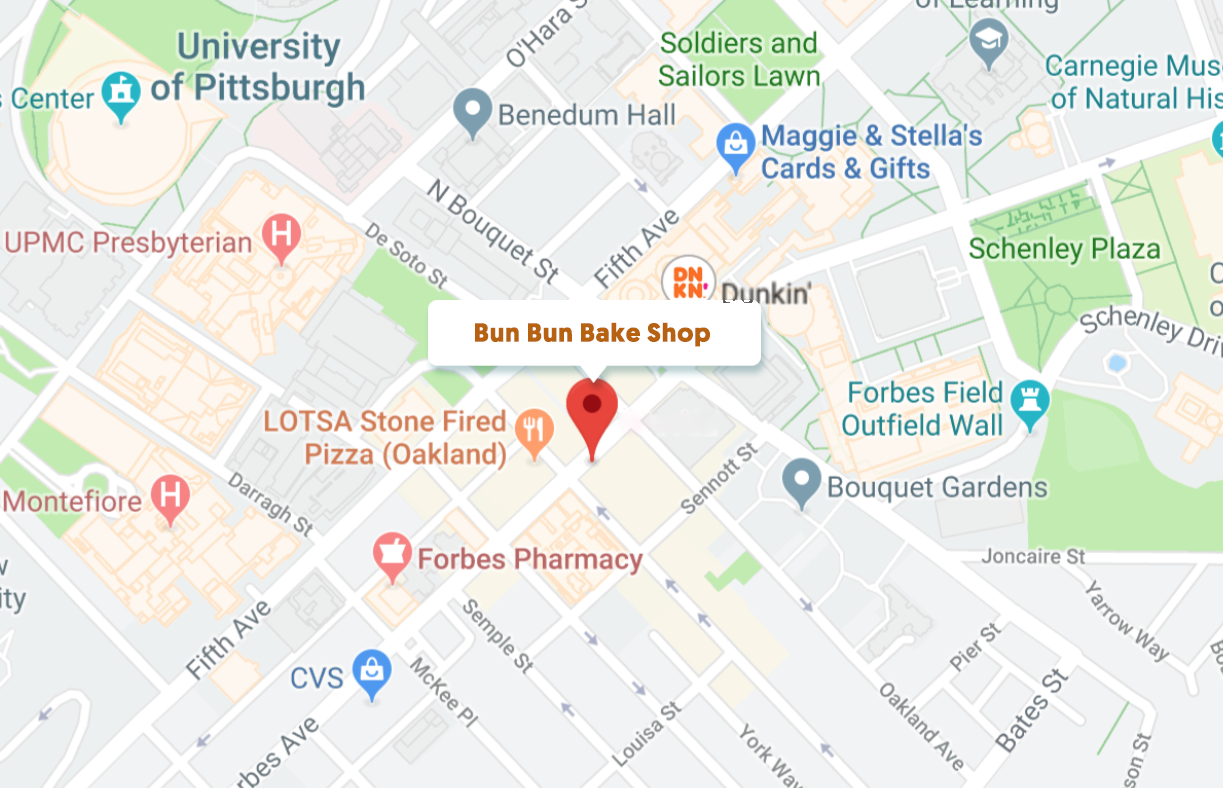 of Learning
O'Hara S
University
of Pittsburgh
Soldiers and
Sailors Lawn
Carnegie Mus
of Natural His
s Center
Benedum Hall
Maggie & Stella's
Cards & Gifts
N Bouquet St
UPMC Presbyterian
H
De Soto St
Fifth Ave
Schenley Plaza
DN
KN'
Dunkin'
C
o
Bun Bun Bake Shop
Schenley Driv
LOTSA Stone Fired
Pizza (Oakland)
Forbes Field
Outfield Wall
Sennott St
Bouquet Gardens
Montefiore
H
Darragh St
Forbes Pharmacy
Joncaire St
ity
Yarrow Way
Fifth Ave
Semple St
Pier St
CVS
McKee Pl
Bates St
Oakland Ave
Louisa St
York Way
rbes Ave
son St